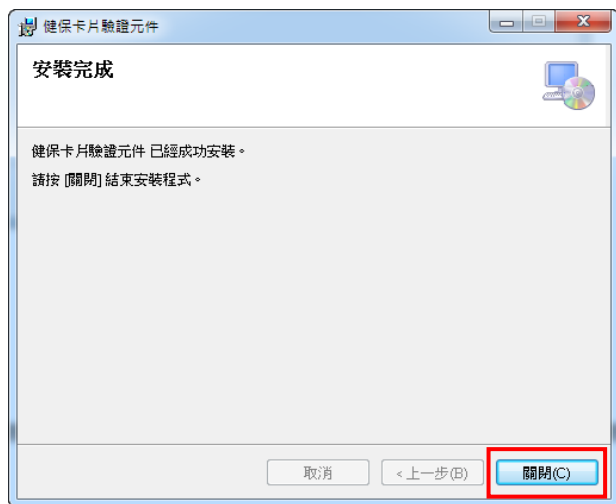 健保卡片驗證元件
安裝完成
健保卡片驗證元件 已經成功安裝。
請按 [關閉] 結束安裝程式。
取消
<上一步(B)
關閉(C)